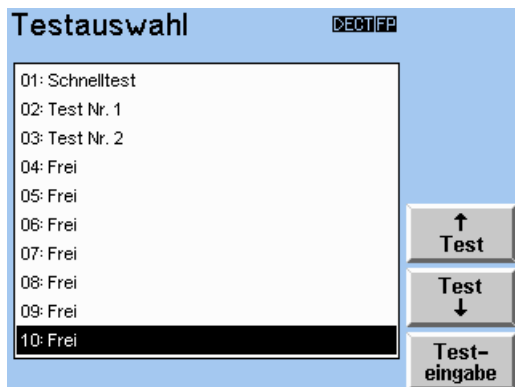 Testauswahl DECT FP
01: Schnelltest
02: Test Nr. 1
03: Test Nr. 2
04: Frei
05: Frei
06: Frei
07: Frei
08: Frei
09: Frei
10: Frei
↑
Test
Test
↓
Test-
eingabe